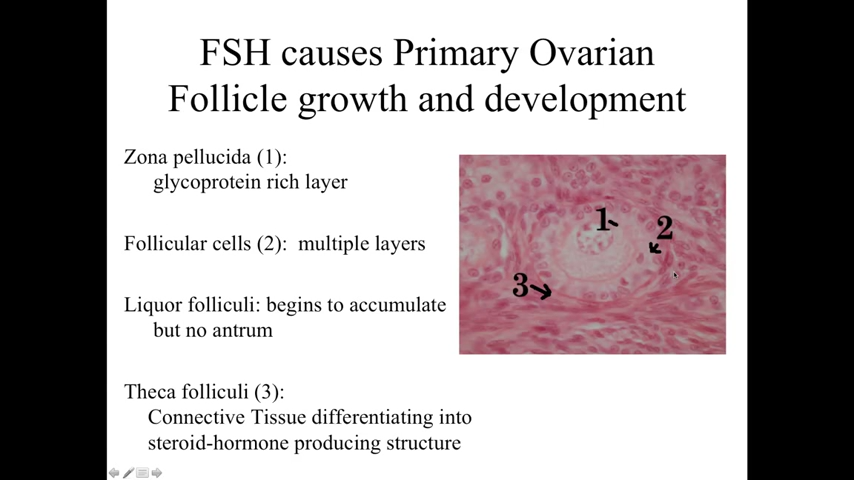 FSH causes Primary Ovarian
Follicle growth and development
Zona pellucida (1):
glycoprotein rich layer
Follicular cells (2): multiple layers
Liquor folliculi: begins to accumulate
but no antrum
Theca folliculi (3):
Connective Tissue differentiating into
steroid-hormone producing structure
1
2
3